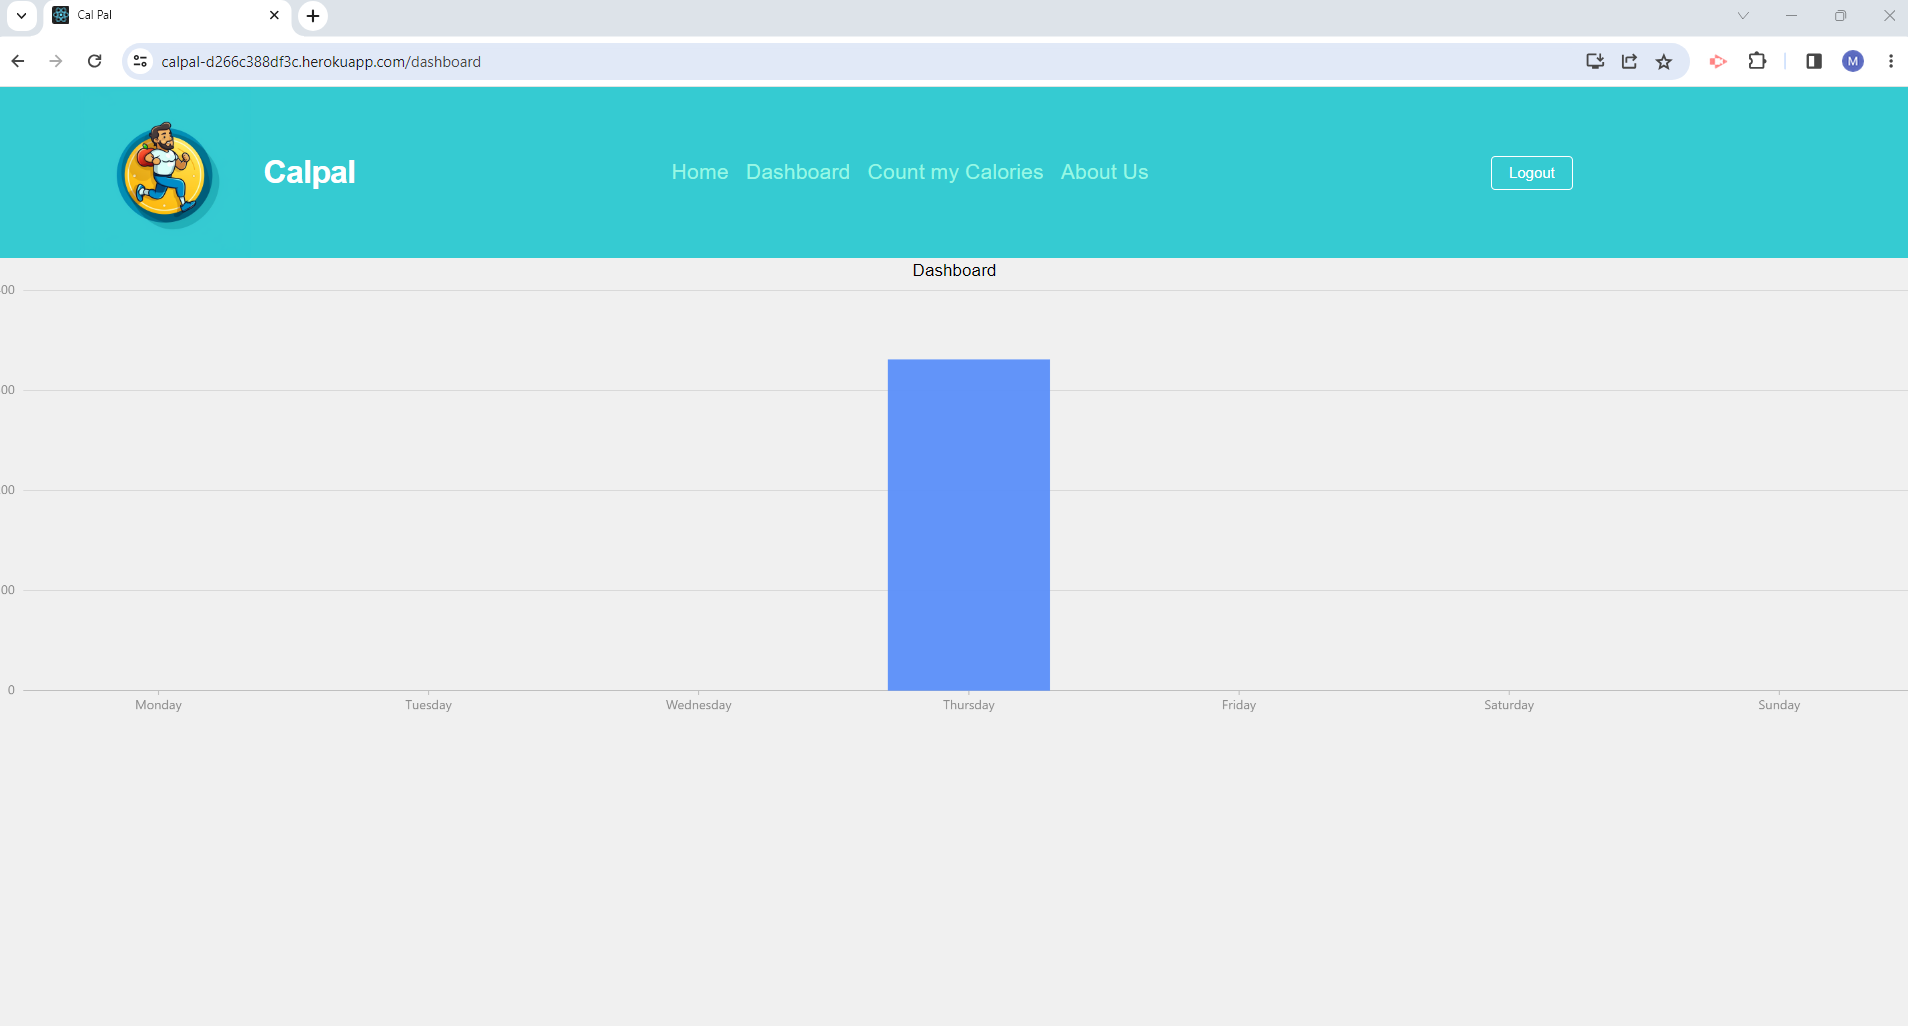 Cal Pal
calpal-d266c388df3c.herokuapp.com/dashboard
M
Calpal
Home Dashboard Count my Calories About Us
Logout
Dashboard
00
00
00
00
0
Monday Tuesday Wednesday Thursday Friday Saturday Sunday